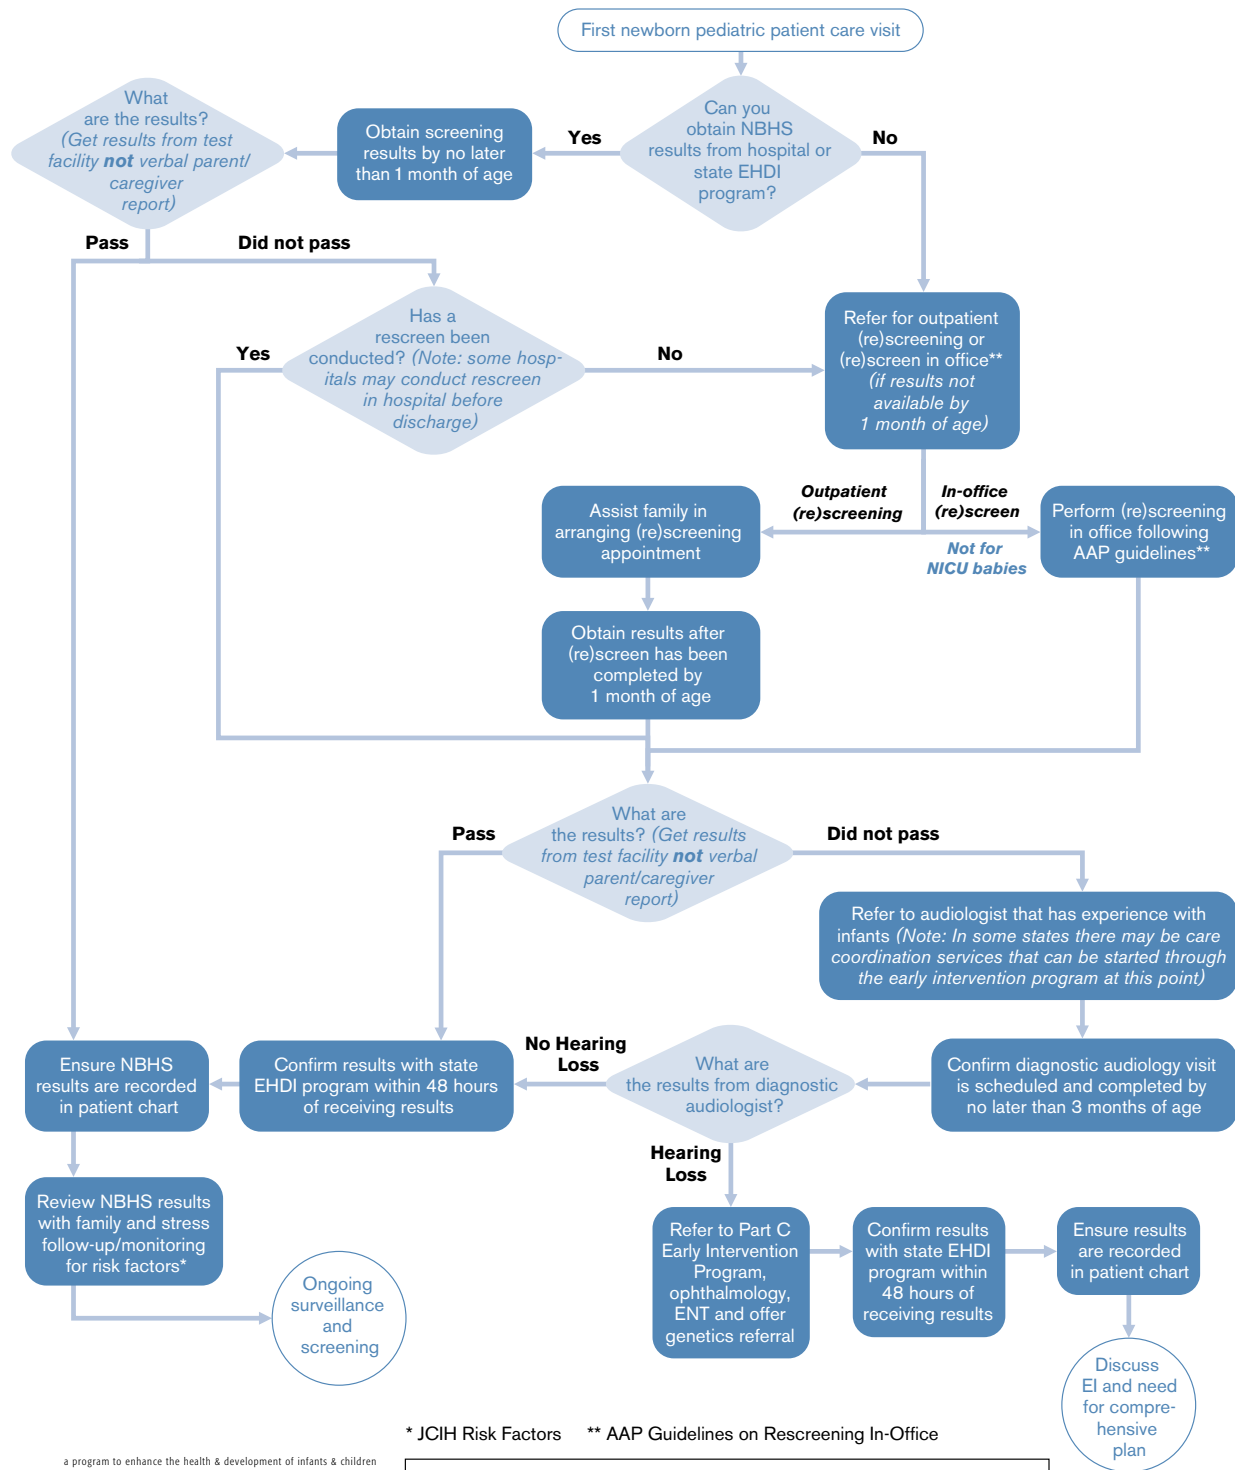 First newborn pediatric patient care visit
What
are the results?
(Get results from test
facility not verbal parent/
caregiver
report)
Obtain screening
results by no later
than 1 month of age
Yes
Can you
obtain NBHS
results from hospital or
state EHDI
program?
No
Pass
Did not pass
Yes
Has a
rescreen been
conducted? (Note: some hosp-
itals may conduct rescreen
in hospital before
discharge)
No
Refer for outpatient
(re)screening or
(re)screen in office**
(if results not
available by
1 month of age)
Outpatient
(re)screening
In-office
(re)screen
Not for
NICU babies
Assist family in
arranging (re)screening
appointment
Perform (re)screening
in office following
AAP guidelines**
Obtain results after
(re)screen has been
completed by
1 month of age
Pass
What are
the results? (Get results
from test facility not verbal
parent/caregiver
report)
Did not pass
Refer to audiologist that has experience with
infants (Note: In some states there may be care
coordination services that can be started through
the early intervention program at this point)
Ensure NBHS
results are recorded
in patient chart
Confirm results with state
EHDI program within 48 hours
of receiving results
No Hearing
Loss
What are
the results from diagnostic
audiologist?
Confirm diagnostic audiology visit
is scheduled and completed by
no later than 3 months of age
Hearing
Loss
Review NBHS results
with family and stress
follow-up/monitoring
for risk factors*
Ongoing
surveillance
and
screening
Refer to Part C
Early Intervention
Program,
ophthalmology,
ENT and offer
genetics referral
Confirm results
with state EHDI
program within
48 hours of
receiving results
Ensure results
are recorded
in patient chart
Discuss
EI and need
for compre-
hensive
plan
* JCIH Risk Factors ** AAP Guidelines on Rescreening In-Office
a program to enhance the health & development of infants & children